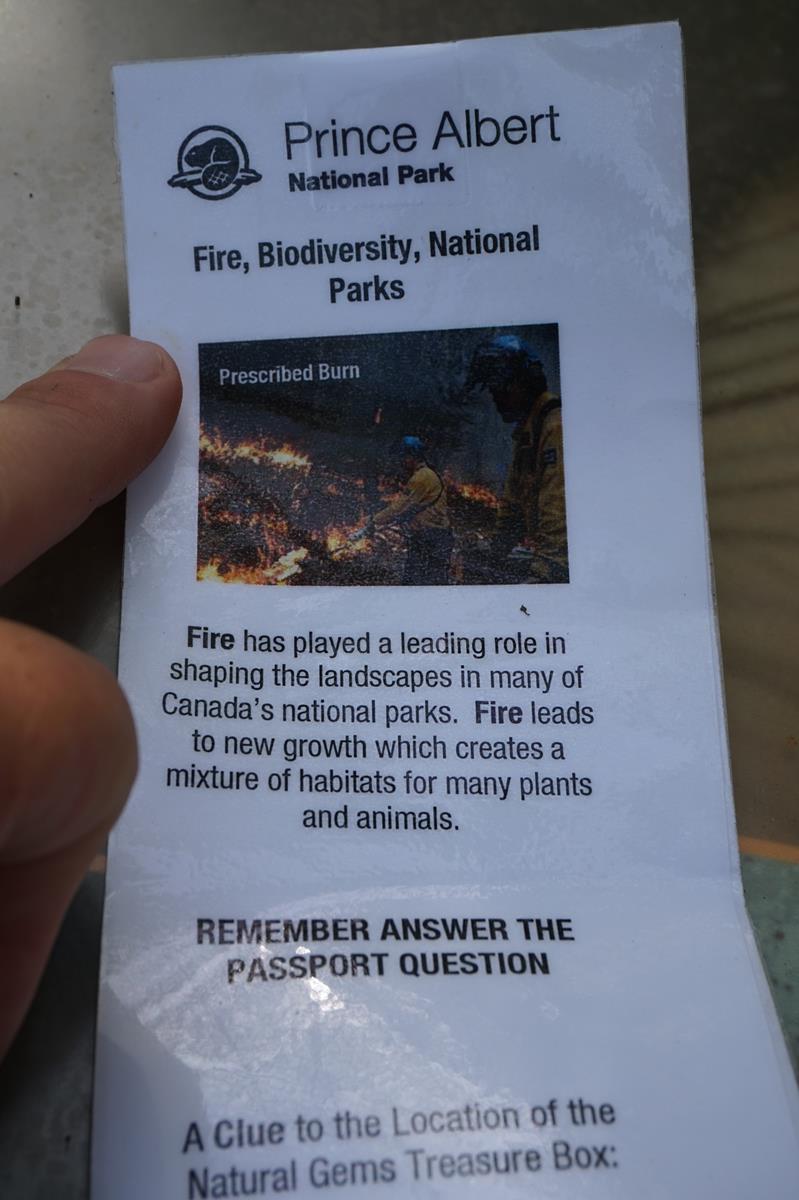 Prince Albert
National Park
Fire, Biodiversity, National
Parks
Prescribed Burn
Fire has played a leading role in
shaping the landscapes in many of
Canada's national parks.  Fire leads
to new growth which creates a
mixture of habitats for many plants
and animals.
REMEMBER ANSWER THE
PASSPORT QUESTION
A Clue to the Location of the
Natural Gems Treasure Box: